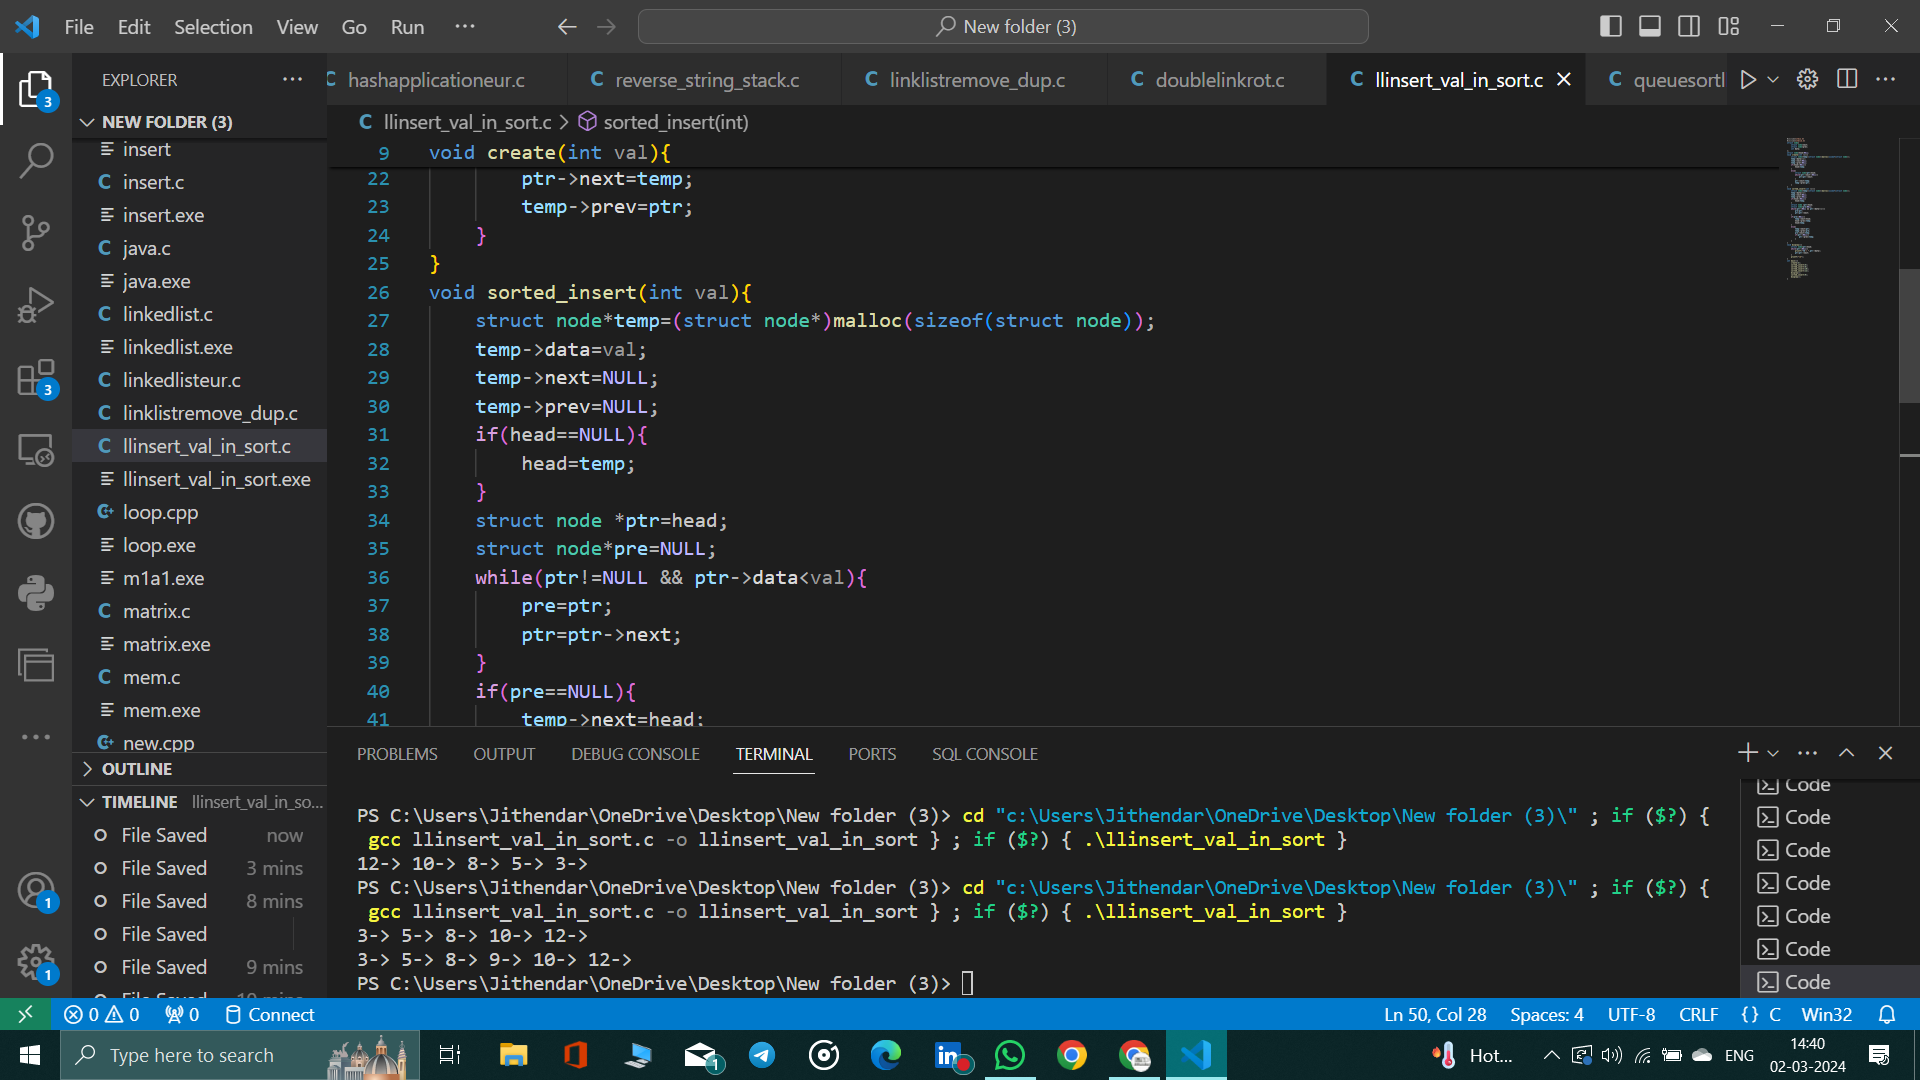 File Edit Selection View Go Run ···
New folder (3)
EXPLORER ···
hashapplicationeur.c
C reverse_string_stack.c
C linklistremove_dup.c
C doublelinkrot.c
C llinsert_val_in_sort.c
C queuesortl
NEW FOLDER (3)
insert
C insert.c
insert.exe
C java.c
java.exe
C linkedlist.c
linkedlist.exe
C linkedlisteur.c
C linklistremove_dup.c
C llinsert_val_in_sort.c
llinsert_val_in_sort.exe
loop.cpp
loop.exe
m1a1.exe
C matrix.c
matrix.exe
C mem.c
mem.exe
new.cpp
OUTLINE
TIMELINE llinsert_val_in_so...
File Saved now
File Saved 3 mins
File Saved 8 mins
File Saved
File Saved 9 mins
3
3
1
1
C llinsert_val_in_sort.c > sorted_insert(int)
9 void create(int val){
22 ptr->next=temp;
23 temp->prev=ptr;
24 }
25 }
26 void sorted_insert(int val){
27 struct node*temp=(struct node*)malloc(sizeof(struct node));
28 temp->data=val;
29 temp->next=NULL;
30 temp->prev=NULL;
31 if(head==NULL){
32 head=temp;
33 }
34 struct node *ptr=head;
35 struct node*pre=NULL;
36 while(ptr!=NULL && ptr->data<val){
37 pre=ptr;
38 ptr=ptr->next;
39 }
40 if(pre==NULL){
41 temp->next=head;
PROBLEMS OUTPUT DEBUG CONSOLE TERMINAL PORTS SQL CONSOLE
PS C:\Users\Jithendar\OneDrive\Desktop\New folder (3)> cd "c:\Users\Jithendar\OneDrive\Desktop\New folder (3)\" ; if ($?) {
gcc llinsert_val_in_sort.c -o llinsert_val_in_sort } ; if ($?) { .\llinsert_val_in_sort }
12-> 10-> 8-> 5-> 3->
PS C:\Users\Jithendar\OneDrive\Desktop\New folder (3)> cd "c:\Users\Jithendar\OneDrive\Desktop\New folder (3)\" ; if ($?) {
gcc llinsert_val_in_sort.c -o llinsert_val_in_sort } ; if ($?) { .\llinsert_val_in_sort }
3-> 5-> 8-> 10-> 12->
3-> 5-> 8-> 9-> 10-> 12->
PS C:\Users\Jithendar\OneDrive\Desktop\New folder (3)>
Code
Code
Code
Code
Code
Code
Code
0 0 0 Connect
Ln 50, Col 28 Spaces: 4 UTF-8 CRLF {} C Win32
Type here to search
1
Hot... ENG
14:40
02-03-2024